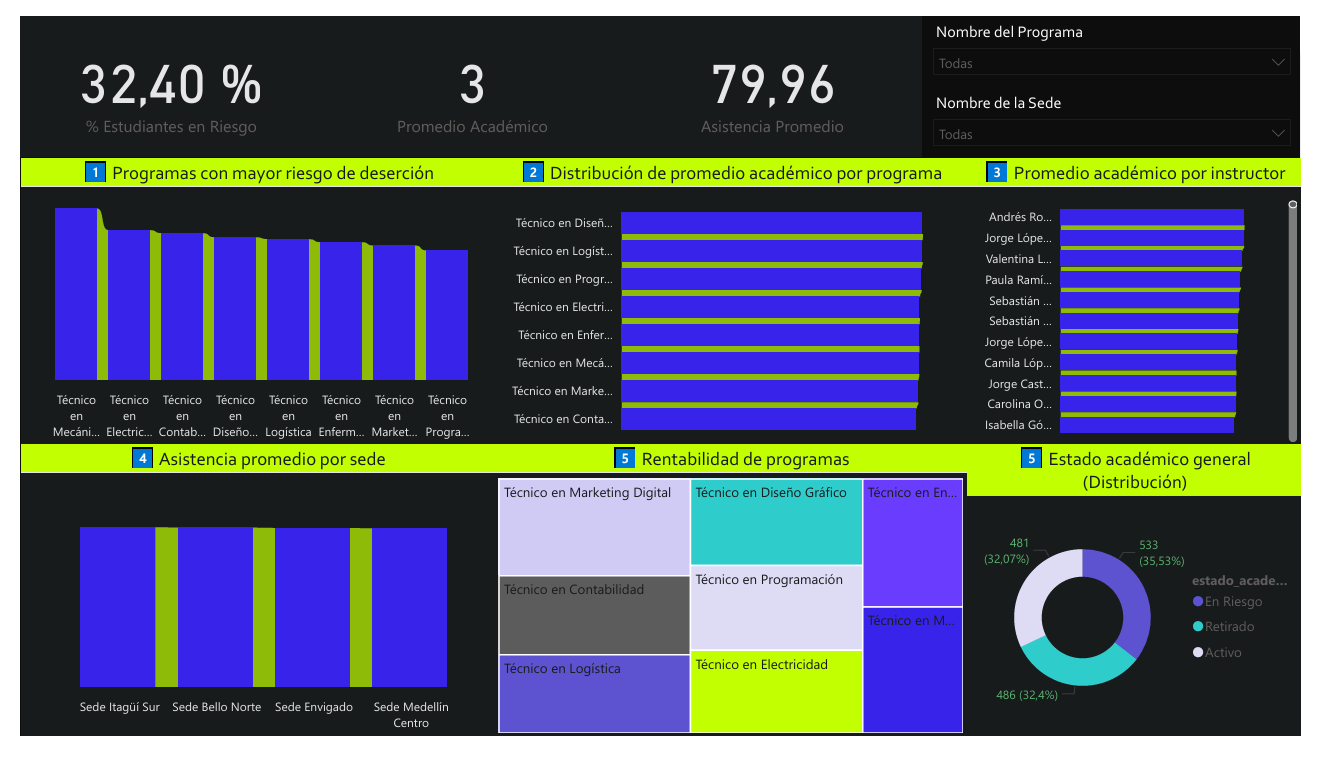 32,40 %
% Estudiantes en Riesgo
3
Promedio Académico
79,96
Asistencia Promedio
Nombre del Programa
Todas
Nombre de la Sede
Todas
1 Programas con mayor riesgo de deserción
Técnico en Mecáni...
Técnico en Electric...
Técnico en Contab...
Técnico en Diseño...
Técnico en Logística
Técnico en Enferm...
Técnico en Market...
Técnico en Progra...
2 Distribución de promedio académico por programa
Técnico en Diseñ...
Técnico en Logíst...
Técnico en Progr...
Técnico en Electri...
Técnico en Enfer...
Técnico en Mecá...
Técnico en Marke...
Técnico en Conta...
3 Promedio académico por instructor
Andrés Ro...
Jorge Lópe...
Valentina L...
Paula Ramí...
Sebastián ...
Sebastián ...
Jorge Lópe...
Camila Lóp...
Jorge Cast...
Carolina O...
Isabella Gó...
4 Asistencia promedio por sede
Sede Itagüí Sur
Sede Bello Norte
Sede Envigado
Sede Medellín
Centro
5 Rentabilidad de programas
Técnico en Marketing Digital
Técnico en Contabilidad
Técnico en Logística
Técnico en Diseño Gráfico
Técnico en Programación
Técnico en Electricidad
Técnico en En...
Técnico en M...
5 Estado académico general
(Distribución)
481
(32,07%)
533
(35,53%)
486 (32,4%)
estado_acade...
En Riesgo
Retirado
Activo